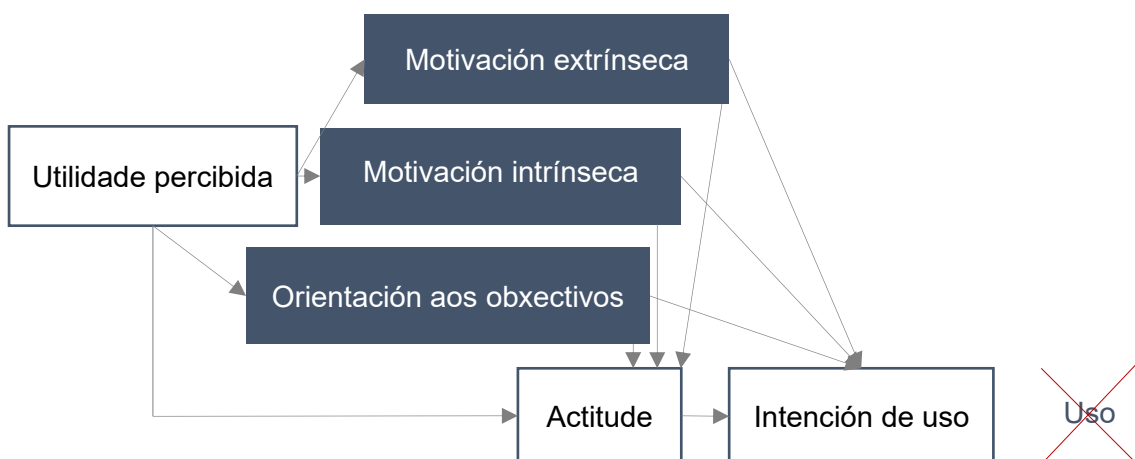 Motivación extrínseca
Utilidade percibida
Motivación intrínseca
Orientación aos obxectivos
Actitude
Intención de uso
Uso